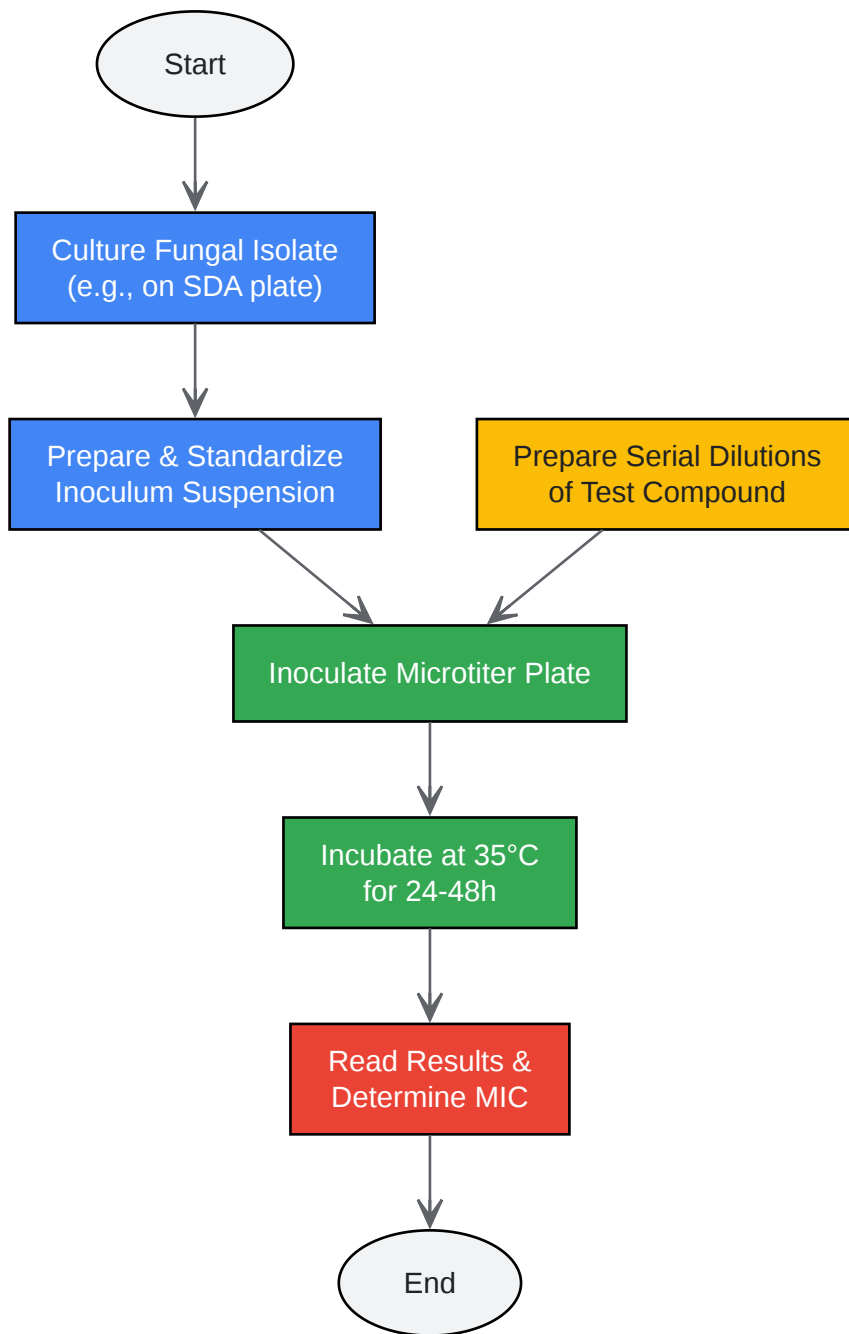 Start
Culture Fungal Isolate
(e.g., on SDA plate)
Prepare & Standardize
Inoculum Suspension
Prepare Serial Dilutions
of Test Compound
Inoculate Microtiter Plate
Incubate at 35°C
for 24-48h
Read Results &
Determine MIC
End